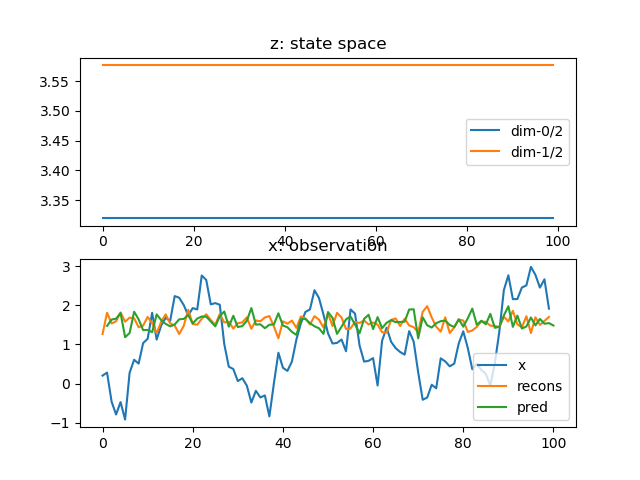 z: state space
3.55
3.50
3.45
3.40
3.35
dim-0/2
dim-1/2
0 20 40 60 80 100
x: observation
3
2
1
0
−1
x
recons
pred
0 20 40 60 80 100